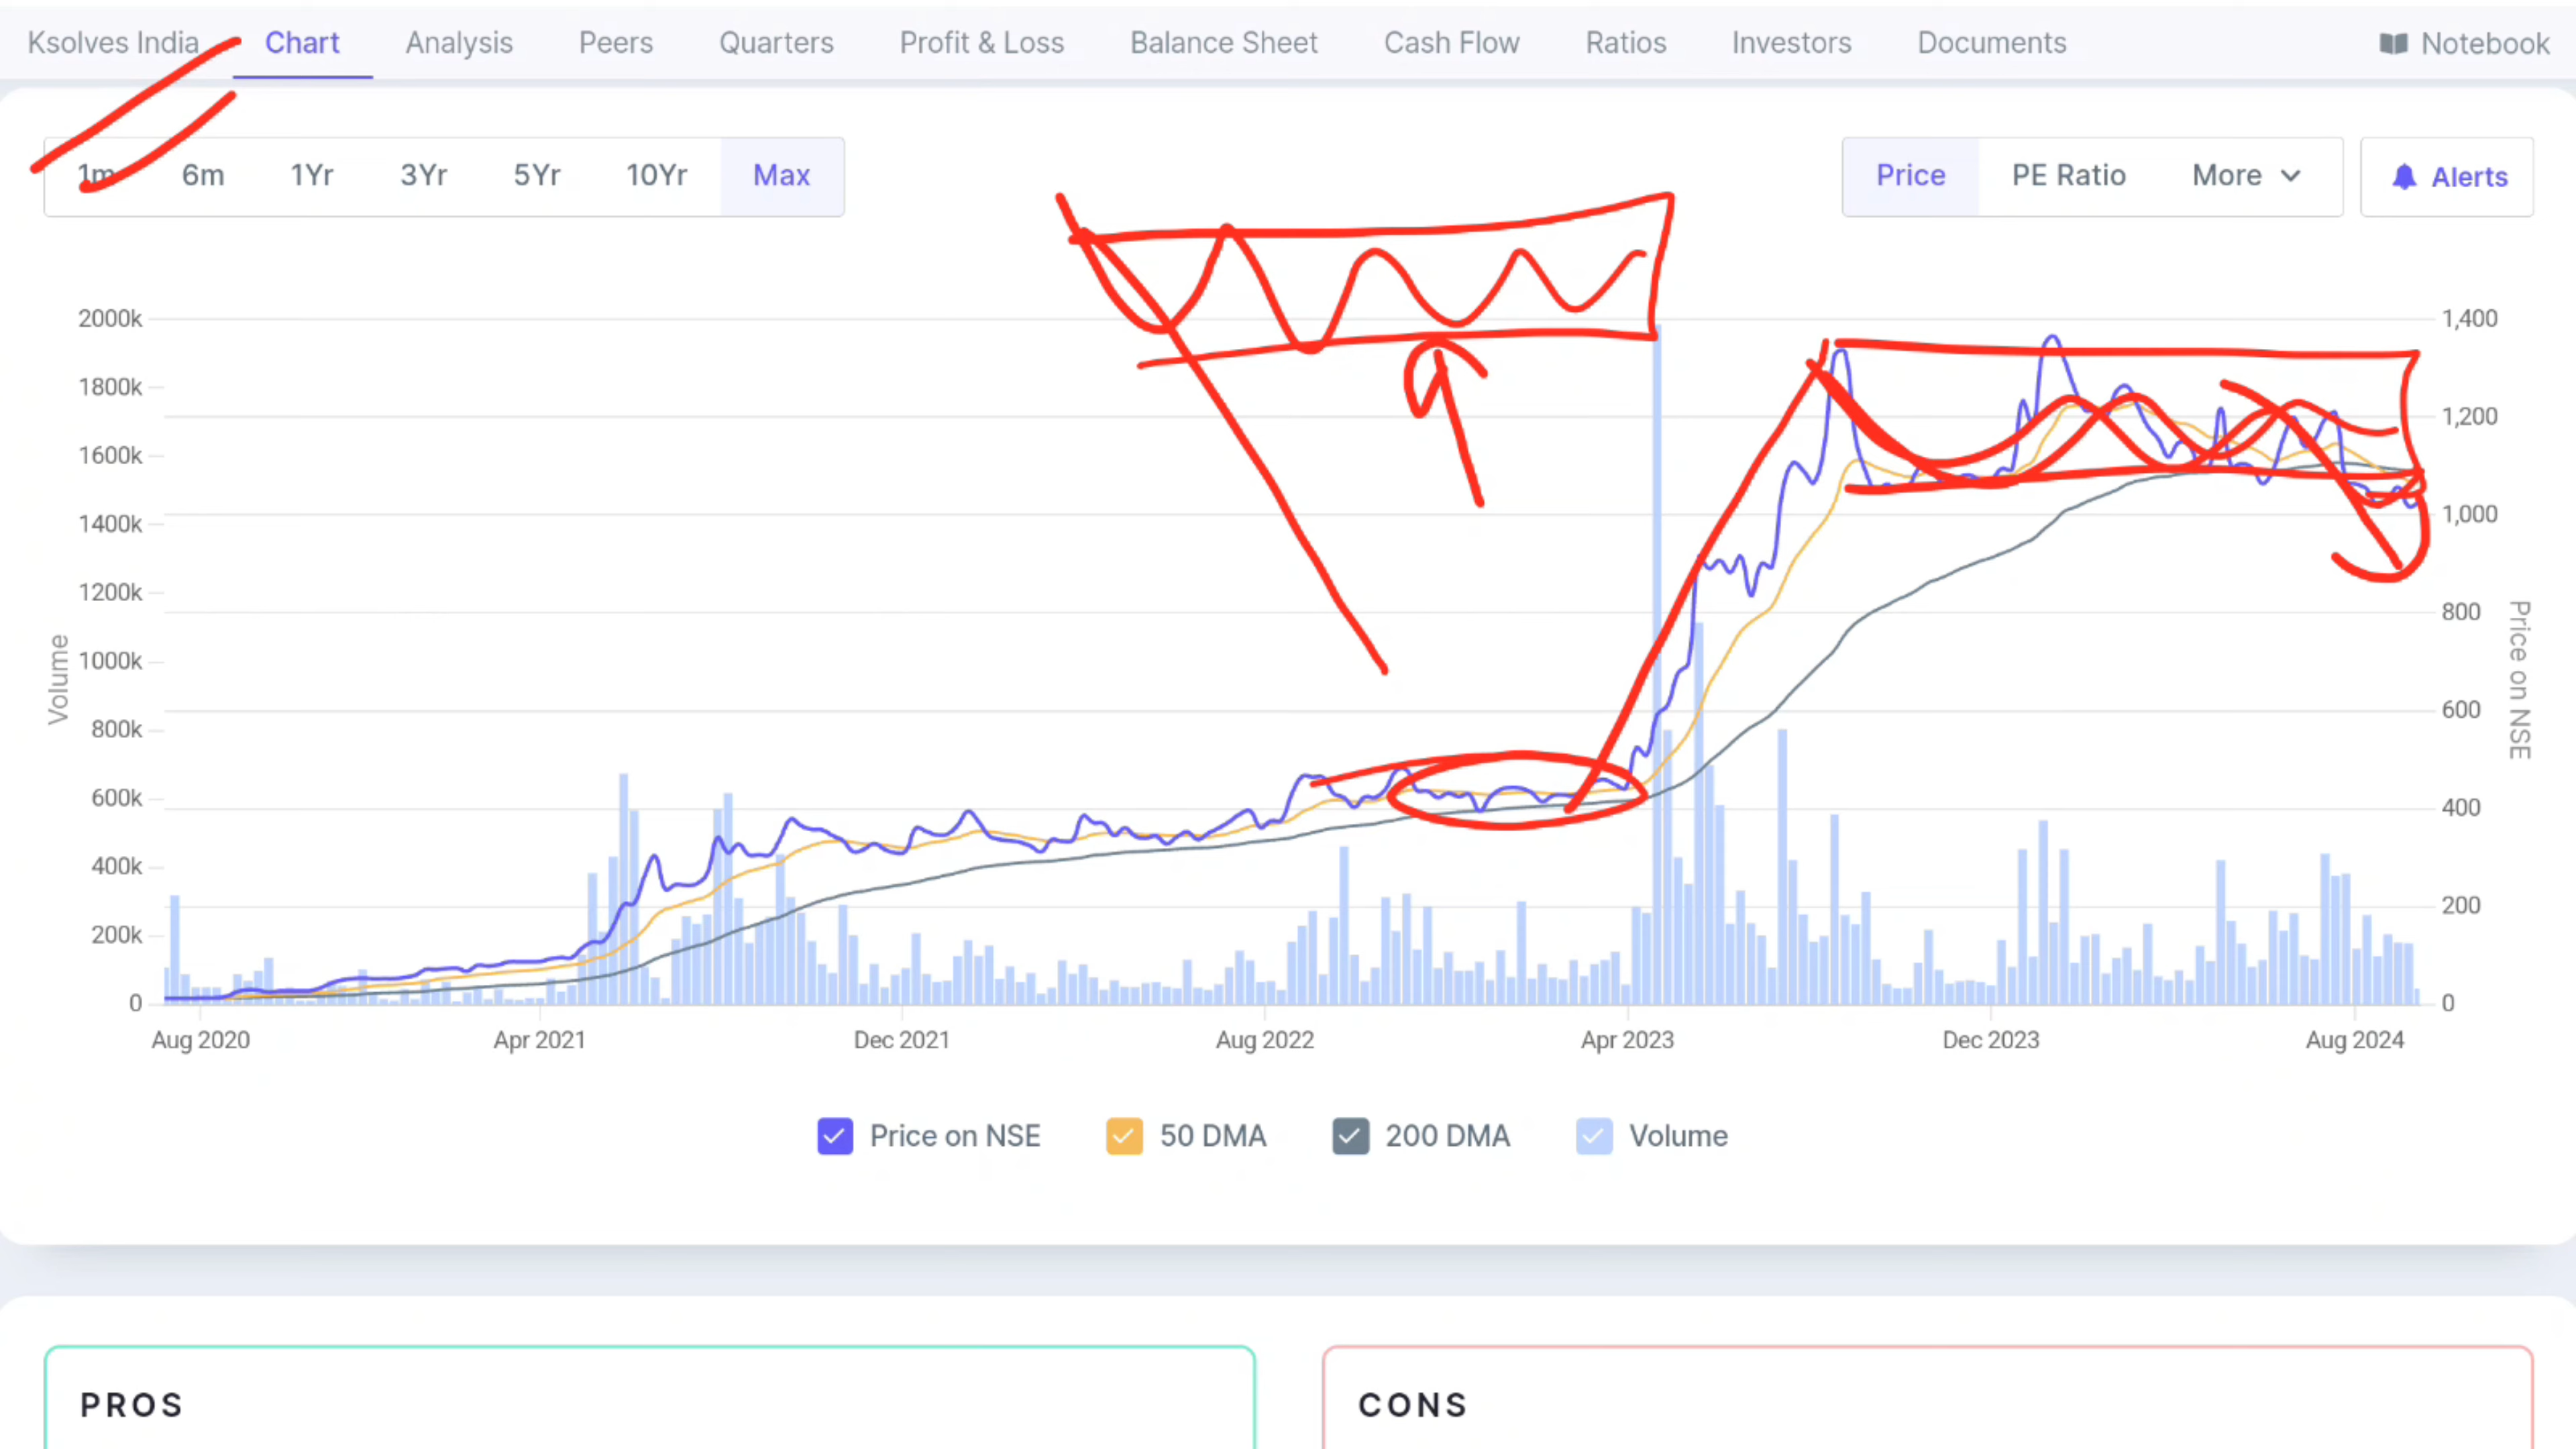 Ksolves India Chart Analysis Peers Quarters Profit & Loss Balance Sheet Cash Flow Ratios Investors Documents Notebook
1m 6m 1Yr 3Yr 5Yr 10Yr Max Price PE Ratio More Alerts
2000k 1,400
1800k
1200
1600k
1400k 1,000
1200k
800
1000k
800k 600
600k 400
400k
200
200k
0 0
Volume
Price on NSE
Aug 2020 Apr 2021 Dec 2021 Aug 2022 Apr 2023 Dec 2023 Aug 2024
Price on NSE 50 DMA 200 DMA Volume
PROS CONS